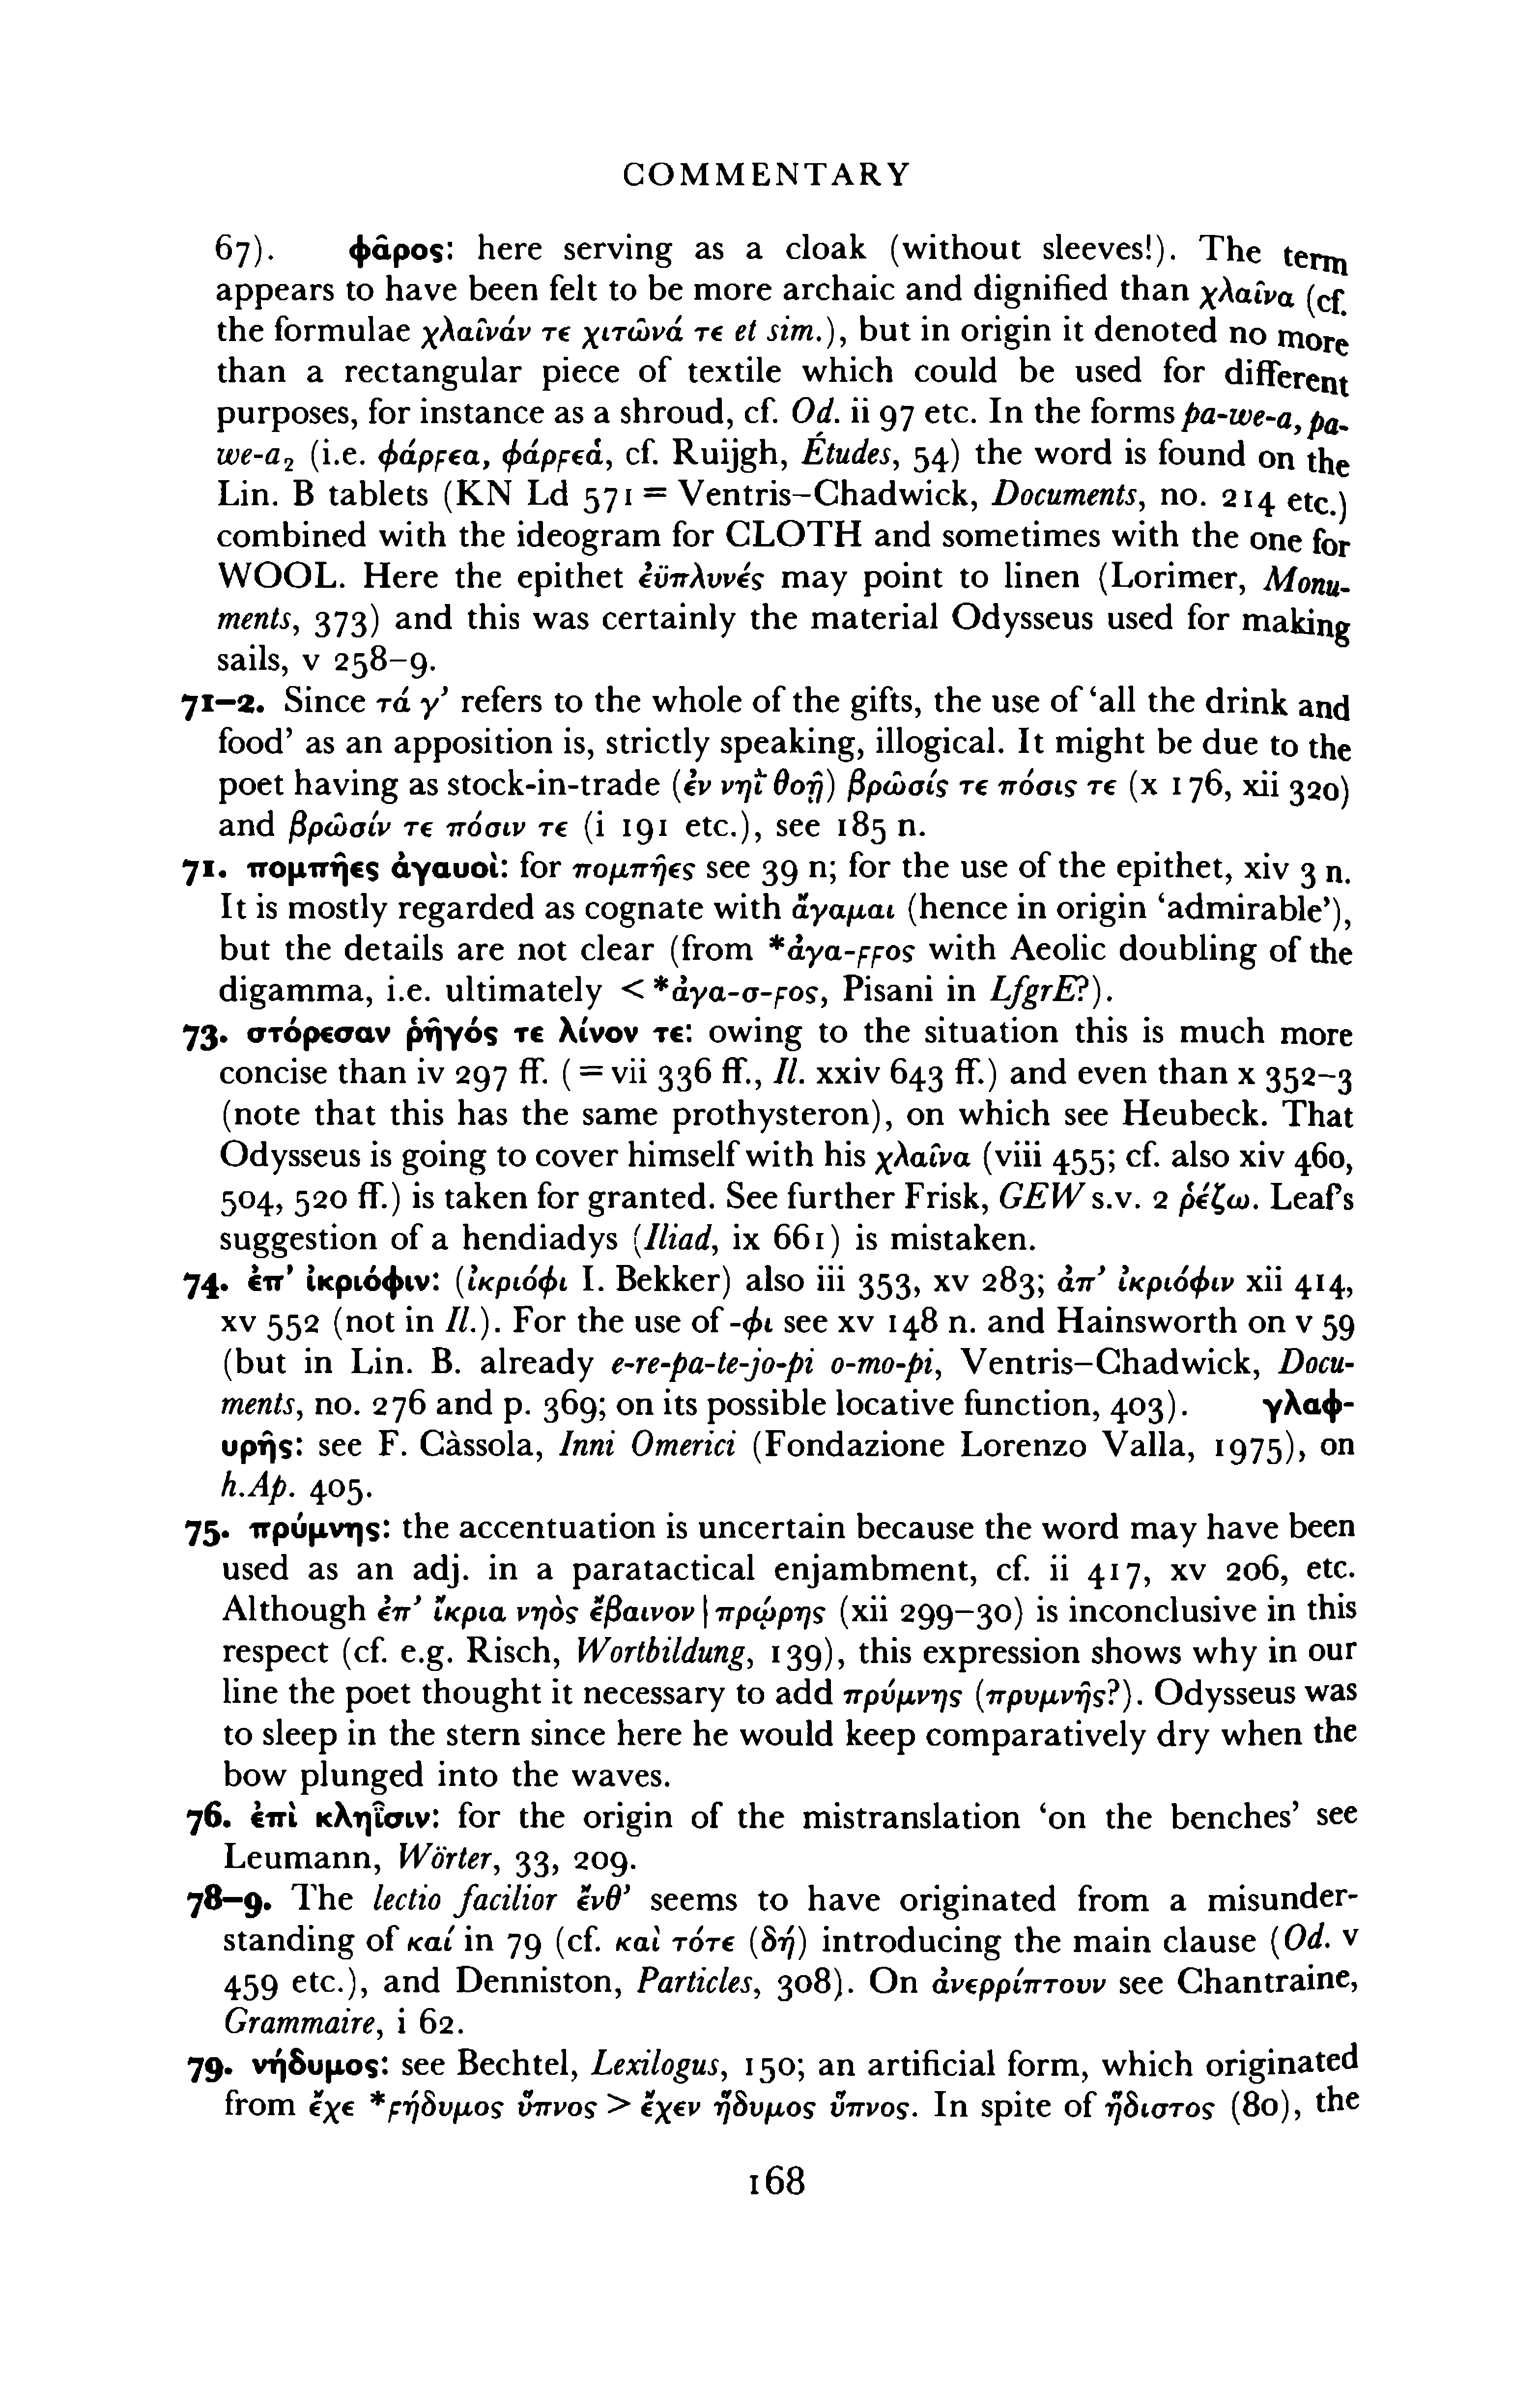 COMMENTARY
67). φᾶρος: here serving as a cloak (without sleeves!). The term
appears to have been felt to be more archaic and dignified than χλαῖνα (cf.
the formulae χλαῖνάν τε χιτῶνά τε et sim.), but in origin it denoted no more
than a rectangular piece of textile which could be used for different
purposes, for instance as a shroud, cf. Od. ii 97 etc. In the forms pa-we-a, pa-
we-a₂ (i.e. φάρϝεα, φάρϝεἁ, cf. Ruijgh, Études, 54) the word is found on the
Lin. B tablets (KN Ld 571 = Ventris–Chadwick, Documents, no. 214 etc.)
combined with the ideogram for CLOTH and sometimes with the one for
WOOL. Here the epithet ἐϋπλυνές may point to linen (Lorimer, Monu-
ments, 373) and this was certainly the material Odysseus used for making
sails, v 258–9.
71–2. Since τά γ’ refers to the whole of the gifts, the use of ‘all the drink and
food’ as an apposition is, strictly speaking, illogical. It might be due to the
poet having as stock-in-trade (ἐν νηῒ θοῇ) βρῶσίς τε πόσις τε (x 176, xii 320)
and βρῶσίν τε πόσιν τε (i 191 etc.), see 185 n.
71. πομπῆες ἀγαυοί: for πομπῆες see 39 n; for the use of the epithet, xiv 3 n.
It is mostly regarded as cognate with ἄγαμαι (hence in origin ‘admirable’),
but the details are not clear (from *ἀγα-ϝϝος with Aeolic doubling of the
digamma, i.e. ultimately < *ἀγα-σ-ϝος, Pisani in LfgrE?).
73. στόρεσαν ῥῆγός τε λίνον τε: owing to the situation this is much more
concise than iv 297 ff. (= vii 336 ff., Il. xxiv 643 ff.) and even than x 352–3
(note that this has the same prothysteron), on which see Heubeck. That
Odysseus is going to cover himself with his χλαῖνα (viii 455; cf. also xiv 460,
504, 520 ff.) is taken for granted. See further Frisk, GEW s.v. 2 ῥέζω. Leaf's
suggestion of a hendiadys (Iliad, ix 661) is mistaken.
74. ἐπ’ ἰκριόφιν: (ἰκριόφι I. Bekker) also iii 353, xv 283; ἀπ’ ἰκριόφιν xii 414,
xv 552 (not in Il.). For the use of -φι see xv 148 n. and Hainsworth on v 59
(but in Lin. B. already e-re-pa-te-jo-pi o-mo-pi, Ventris–Chadwick, Docu-
ments, no. 276 and p. 369; on its possible locative function, 403). γλαφ-
υρῆς: see F. Càssola, Inni Omerici (Fondazione Lorenzo Valla, 1975), on
h.Ap. 405.
75. πρύμνης: the accentuation is uncertain because the word may have been
used as an adj. in a paratactical enjambment, cf. ii 417, xv 206, etc.
Although ἐπ’ ἴκρια νηὸς ἔβαινον | πρῴρης (xii 299–30) is inconclusive in this
respect (cf. e.g. Risch, Wortbildung, 139), this expression shows why in our
line the poet thought it necessary to add πρύμνης (πρυμνῆς?). Odysseus was
to sleep in the stern since here he would keep comparatively dry when the
bow plunged into the waves.
76. ἐπὶ κληῗσιν: for the origin of the mistranslation ‘on the benches’ see
Leumann, Wörter, 33, 209.
78–9. The lectio facilior ἔνθ’ seems to have originated from a misunder-
standing of καί in 79 (cf. καὶ τότε (δή) introducing the main clause (Od. v
459 etc.), and Denniston, Particles, 308). On ἀνερρίπτουν see Chantraine,
Grammaire, i 62.
79. νήδυμος: see Bechtel, Lexilogus, 150; an artificial form, which originated
from ἔχε *ϝήδυμος ὕπνος > ἔχεν ἥδυμος ὕπνος. In spite of ἥδιστος (80), the
168